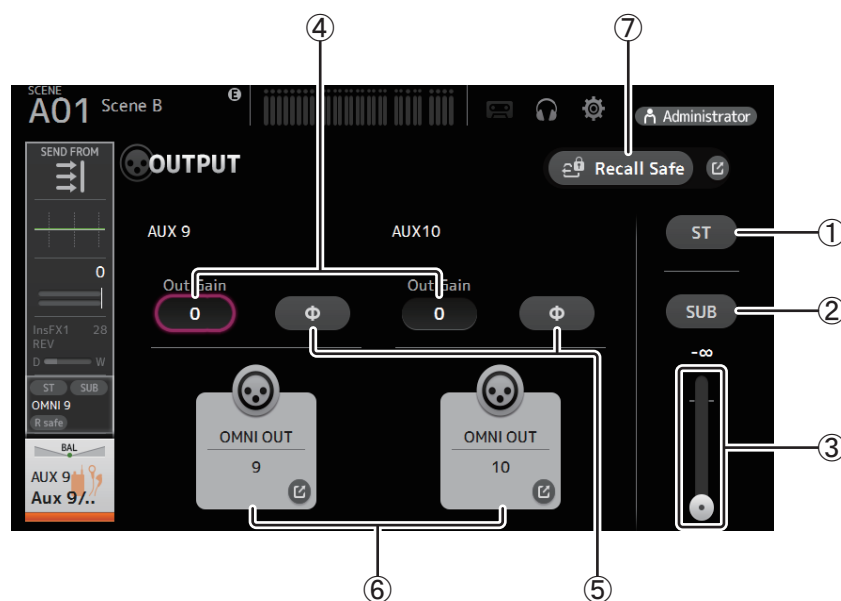 ④
⑦
SCENE
A01 Scene B
E
Administrator
SEND FROM
OUTPUT
Recall Safe
AUX 9
AUX10
ST
①
0
Out Gain
Out Gain
0
Φ
0
Φ
SUB
②
InsFX1 28
REV
D W
-∞
ST SUB
OMNI 9
R safe
OMNI OUT
9
OMNI OUT
10
③
BAL
AUX 9
Aux 9/..
⑥
⑤